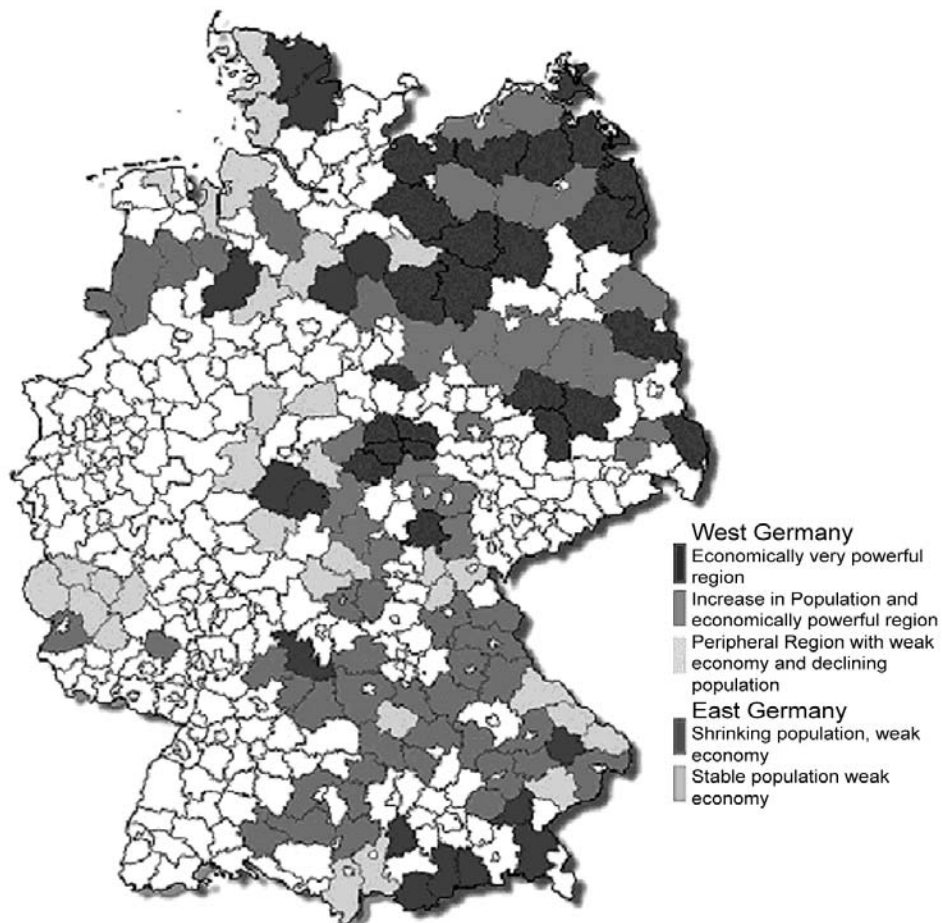 West Germany
Economically very powerful
region
Increase in Population and
economically powerful region
Peripheral Region with weak
economy and declining
population
East Germany
Shrinking population, weak
economy
Stable population weak
economy